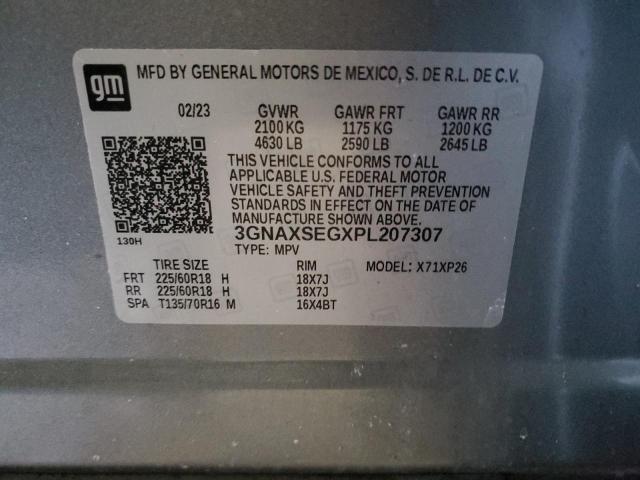 gm MFD BY GENERAL MOTORS DE MEXICO, S. DE R.L. DE C.V.
02/23 GVWR GAWR FRT GAWR RR
2100 KG 1175 KG 1200 KG
4630 LB 2590 LB 2645 LB
THIS VEHICLE CONFORMS TO ALL
APPLICABLE U.S. FEDERAL MOTOR
VEHICLE SAFETY AND THEFT PREVENTION
STANDARDS IN EFFECT ON THE DATE OF
MANUFACTURE SHOWN ABOVE.
130H 3GNAXSEGXPL207307
TYPE: MPV
TIRE SIZE RIM MODEL: X71XP26
FRT 225/60R18 H 18X7J
RR 225/60R18 H 18X7J
SPA T135/70R16 M 16X4BT